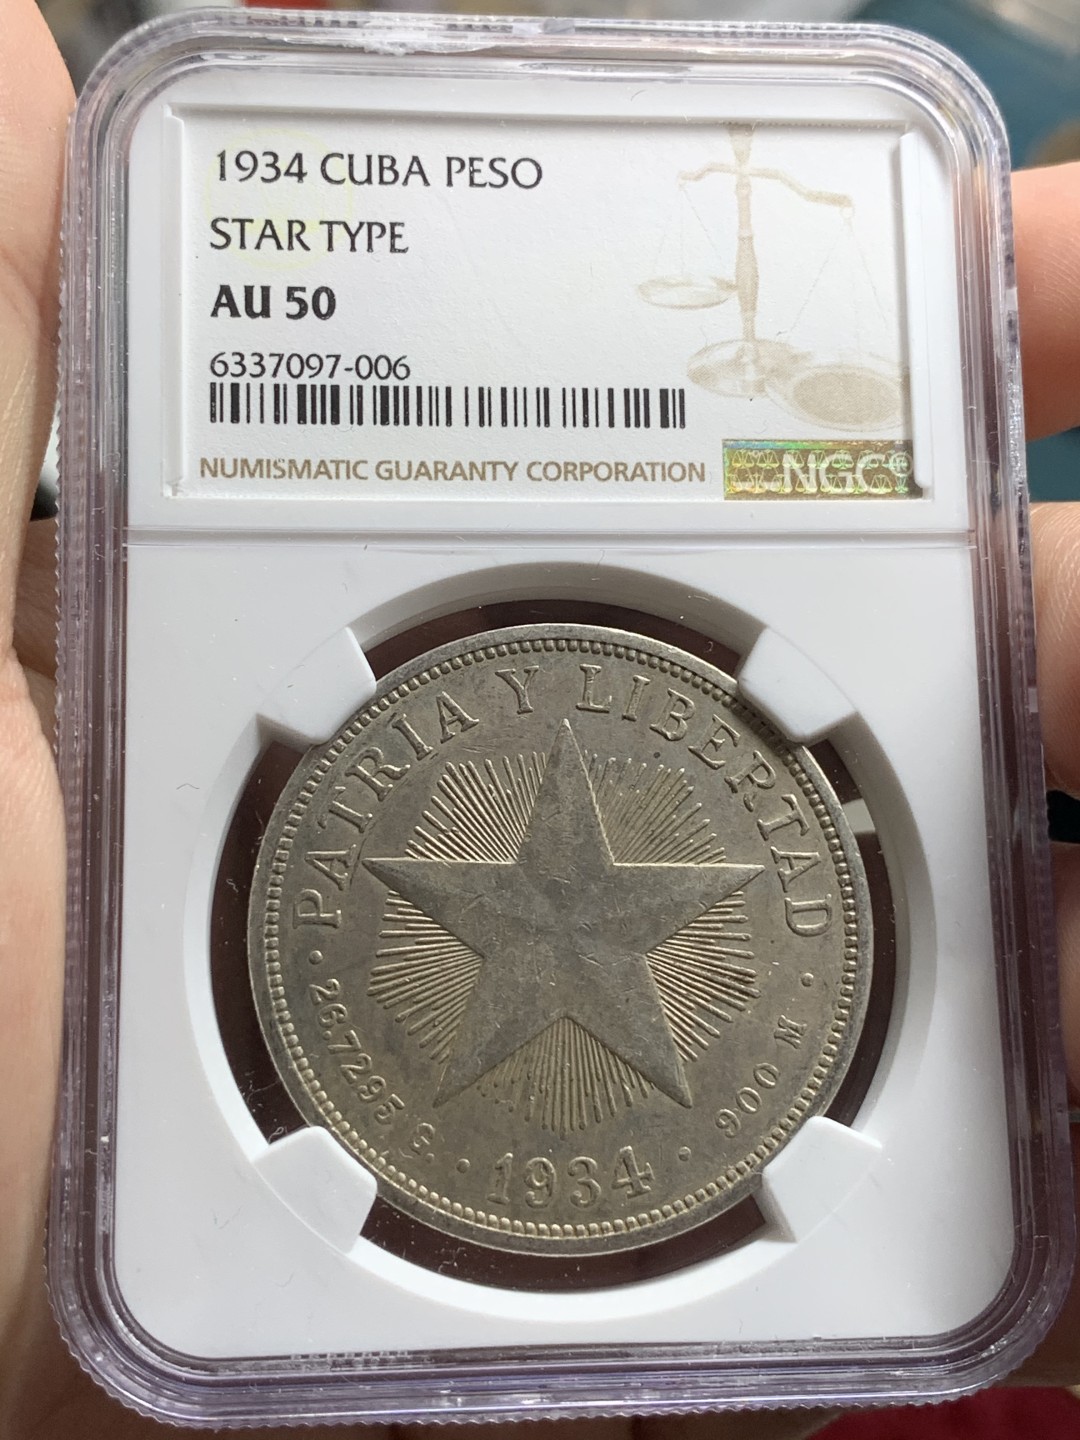 1934 CUBA PESO
STAR TYPE
AU 50
6337097-006
NUMISMATIC GUARANTY CORPORATION
NGC
PATRIA Y LIBERTAD
26.7295 G.
1934
900 M